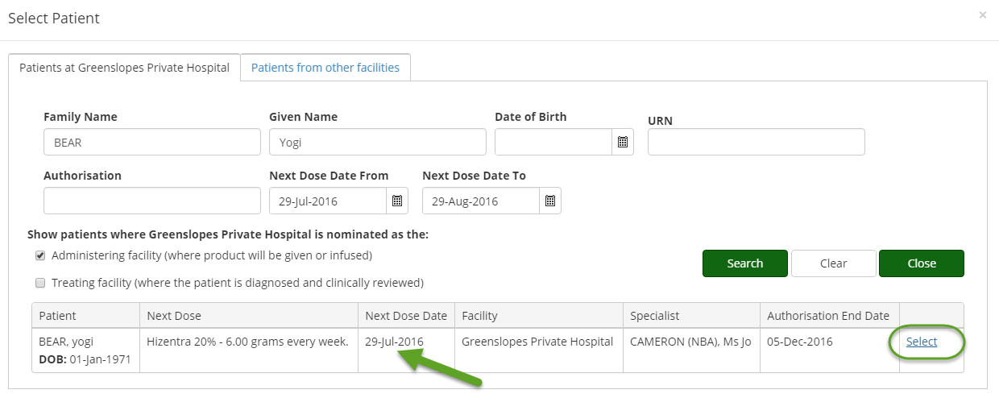 Select Patient ×
Patients at Greenslopes Private Hospital Patients from other facilities
Family Name Given Name Date of Birth URN
BEAR Yogi
Authorisation Next Dose Date From Next Dose Date To
29-Jul-2016 29-Aug-2016
Show patients where Greenslopes Private Hospital is nominated as the:
Administering facility (where product will be given or infused)
Search Clear Close
Treating facility (where the patient is diagnosed and clinically reviewed)
Patient Next Dose Next Dose Date Facility Specialist Authorisation End Date
BEAR, yogi Hizentra 20% - 6.00 grams every week. 29-Jul-2016 Greenslopes Private Hospital CAMERON (NBA), Ms Jo 05-Dec-2016 Select
DOB: 01-Jan-1971